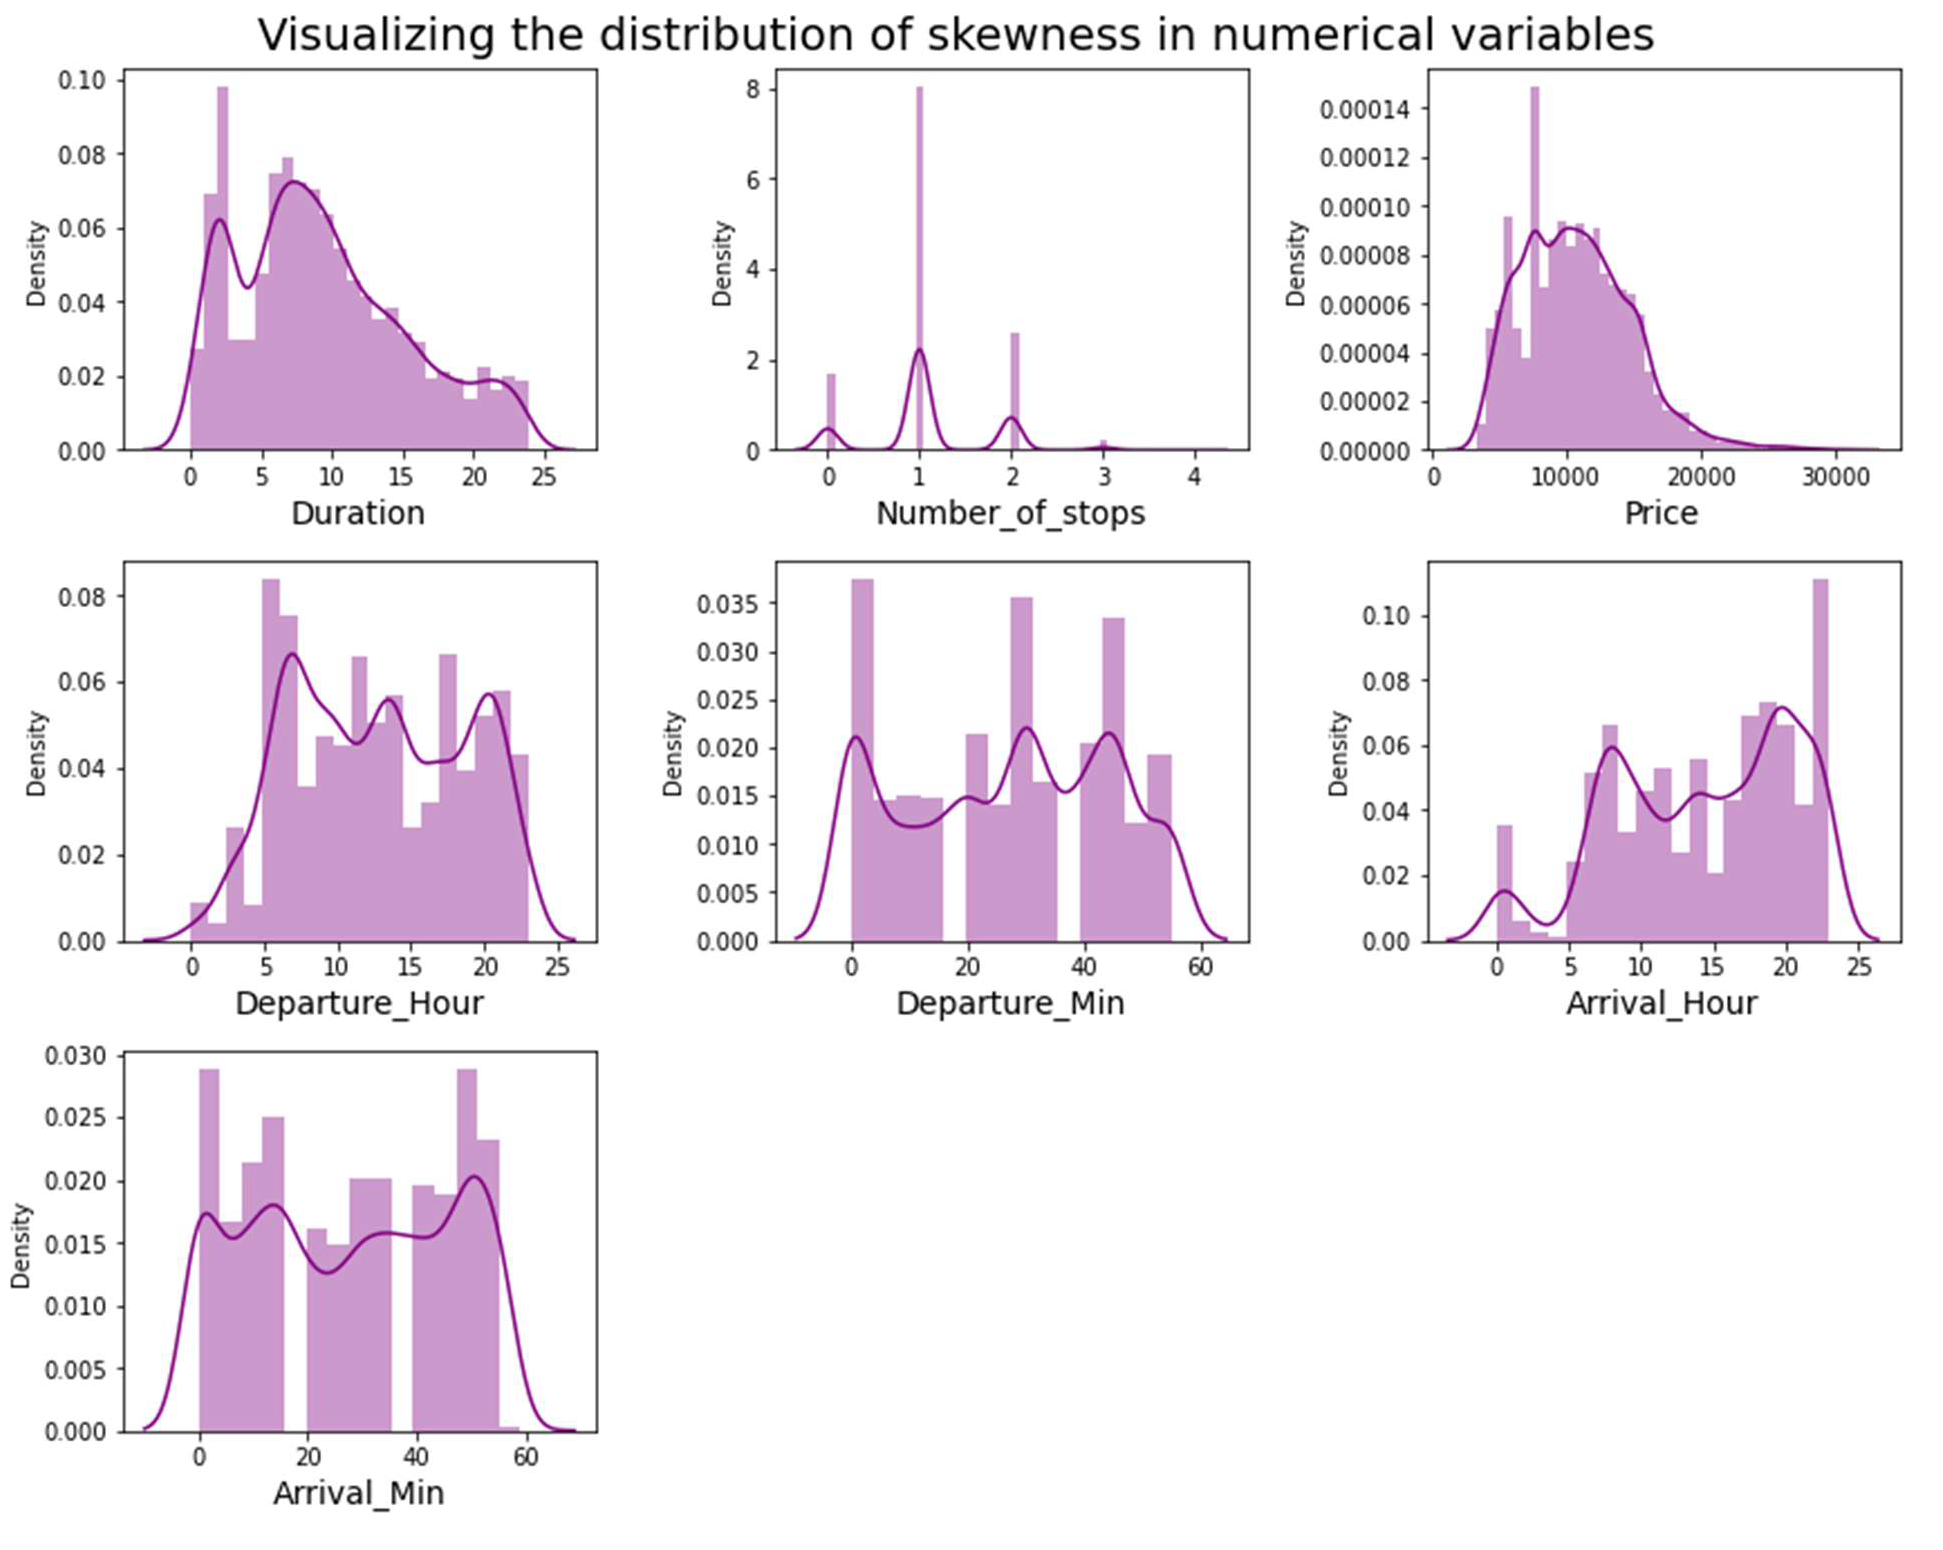 Visualizing the distribution of skewness in numerical variables
0.10
0.08
0.06
0.04
0.02
0.00
Density
0 5 10 15 20 25
Duration
8
6
4
2
0
Density
0 1 2 3 4
Number_of_stops
0.00014
0.00012
0.00010
0.00008
0.00006
0.00004
0.00002
0.00000
Density
0 10000 20000 30000
Price
0.08
0.06
0.04
0.02
0.00
Density
0 5 10 15 20 25
Departure_Hour
0.035
0.030
0.025
0.020
0.015
0.010
0.005
0.000
Density
0 20 40 60
Departure_Min
0.10
0.08
0.06
0.04
0.02
0.00
Density
0 5 10 15 20 25
Arrival_Hour
0.030
0.025
0.020
0.015
0.010
0.005
0.000
Density
0 20 40 60
Arrival_Min